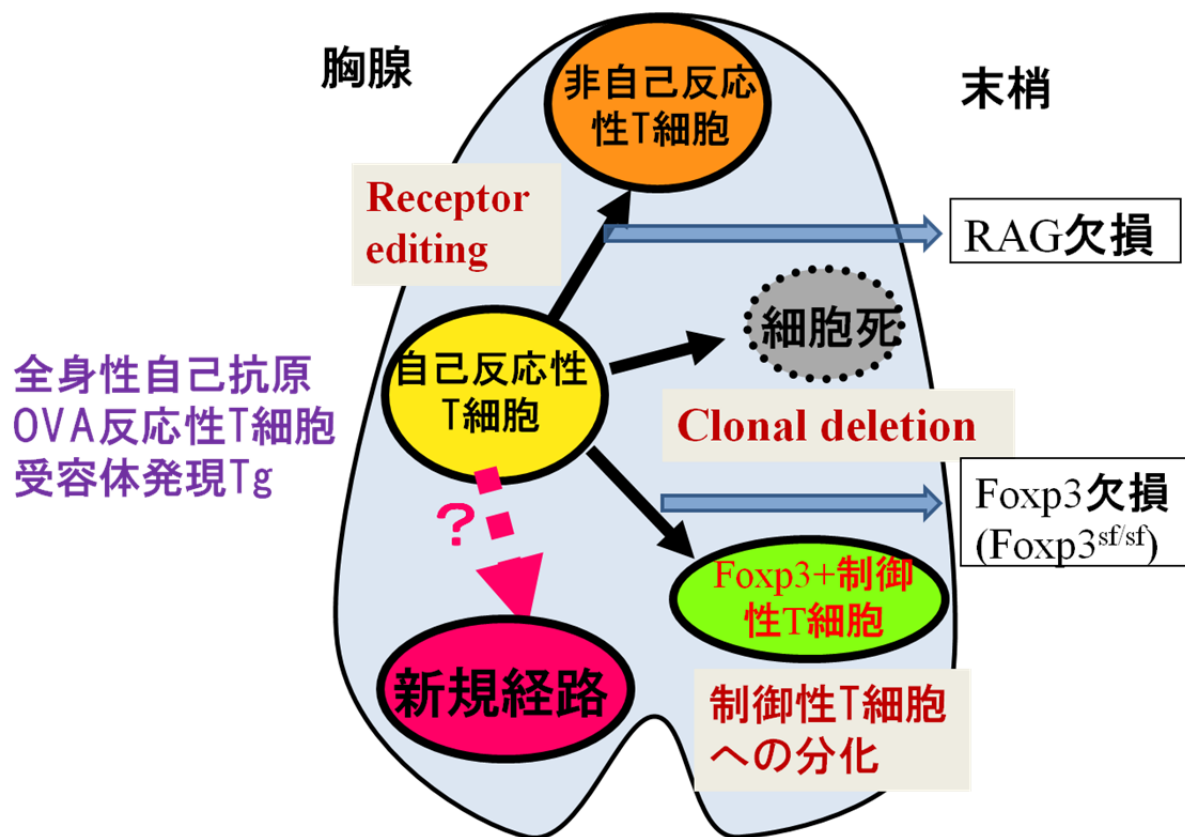 胸腺
非自己反応
性T細胞
末梢
Receptor
editing
RAG欠損
細胞死
自己反応性
T細胞
全身性自己抗原
OVA反応性T細胞
受容体発現Tg
Clonal deletion
?
Foxp3欠損
(Foxp3sf/sf)
Foxp3+制御
性T細胞
新規経路
制御性T細胞
への分化